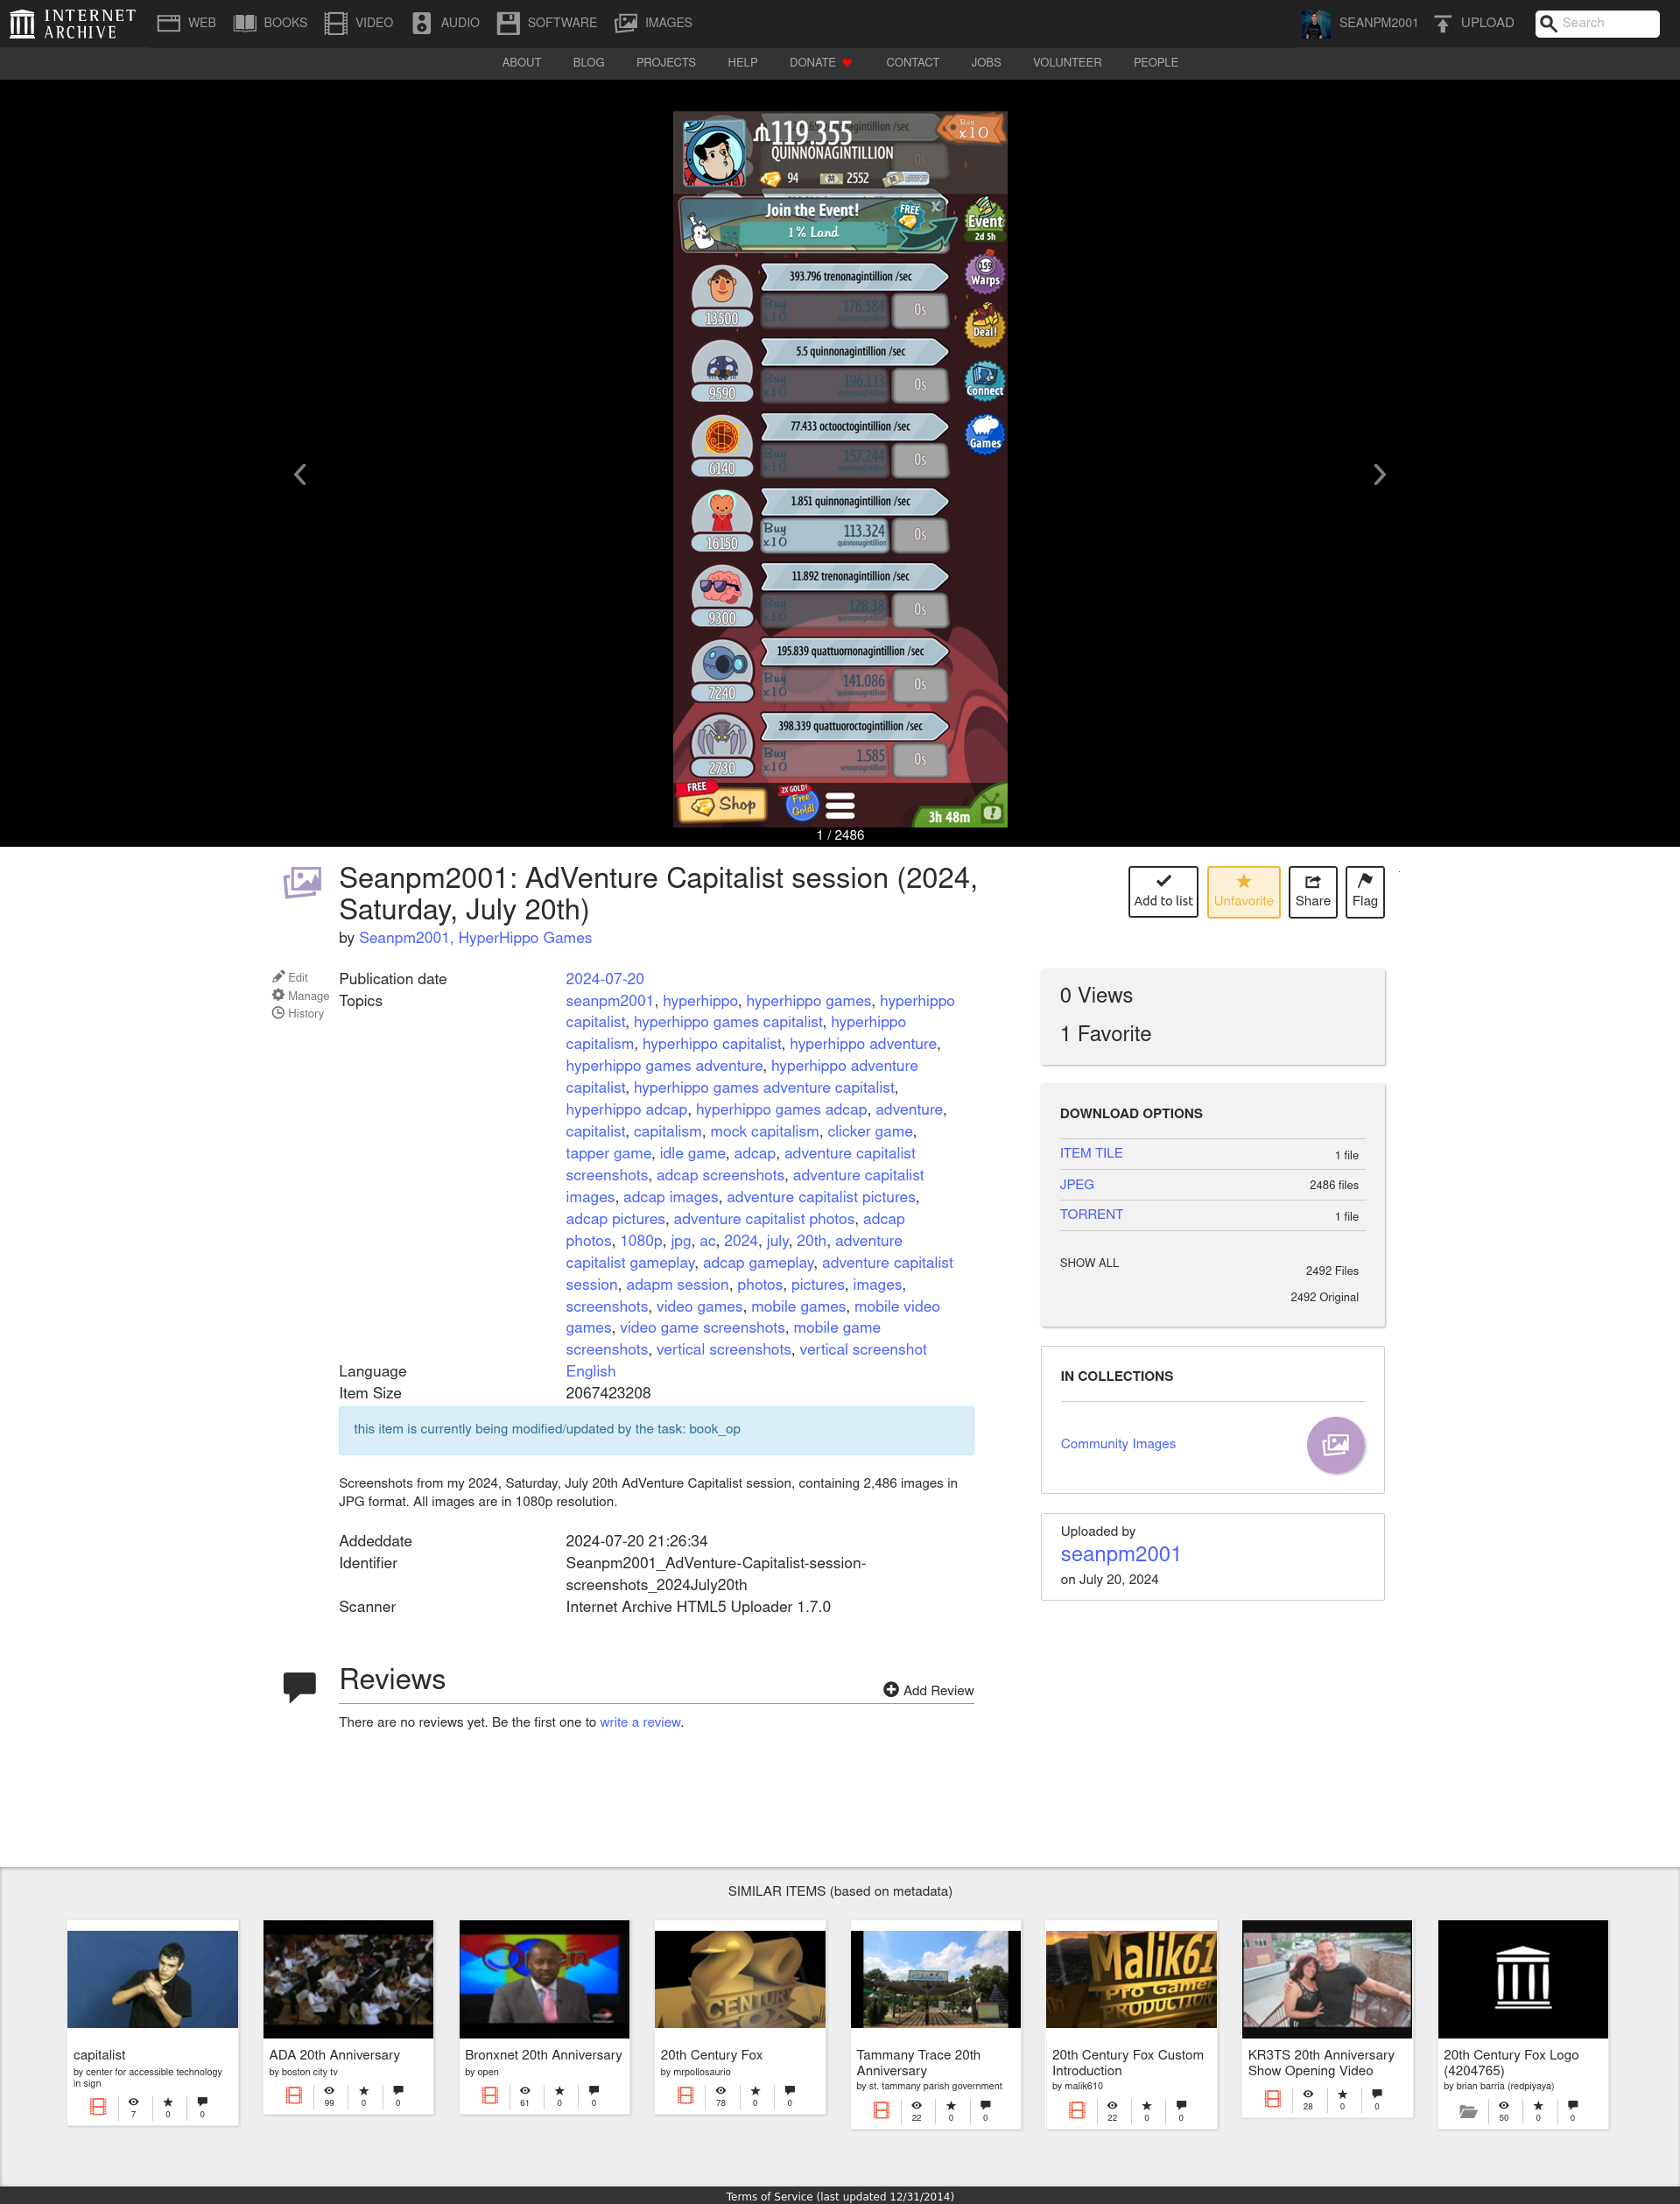 INTERNET ARCHIVE
WEB BOOKS VIDEO AUDIO SOFTWARE IMAGES SEANPM2001 UPLOAD Search
ABOUT BLOG PROJECTS HELP DONATE CONTACT JOBS VOLUNTEER PEOPLE
119.355
QUINNONAGINTILLION
94 2552
Buy x10
Join the Event!
1% Land
FREE
Event
2d 5h
159 Warps
Deal!
Connect
Games
393.796 trenonagintillion /sec
13500 Buy x10 176.384 quinnonagintillion 0s
5.5 quinnonagintillion /sec
9590 Buy x10 196.133 0s
77.433 octooctogintillion /sec
6140 Buy x10 157.244 0s
1.851 quinnonagintillion /sec
16150 Buy x10 113.324 quinnonagintillion 0s
11.892 trenonagintillion /sec
9300 Buy x10 128.38 0s
195.839 quattuornonagintillion /sec
7240 Buy x10 141.086 quinnonagintillion 0s
398.339 quattuoroctogintillion /sec
2730 Buy x10 1.585 0s
FREE
Shop
2X GOLD!
Free Gold!
3h 48m
1 / 2486
Seanpm2001: AdVenture Capitalist session (2024,
Saturday, July 20th)
by Seanpm2001, HyperHippo Games
Add to list
Unfavorite
Share
Flag
Edit
Manage
History
Publication date 2024-07-20
Topics seanpm2001, hyperhippo, hyperhippo games, hyperhippo
capitalist, hyperhippo games capitalist, hyperhippo
capitalism, hyperhippo capitalist, hyperhippo adventure,
hyperhippo games adventure, hyperhippo adventure
capitalist, hyperhippo games adventure capitalist,
hyperhippo adcap, hyperhippo games adcap, adventure,
capitalist, capitalism, mock capitalism, clicker game,
tapper game, idle game, adcap, adventure capitalist
screenshots, adcap screenshots, adventure capitalist
images, adcap images, adventure capitalist pictures,
adcap pictures, adventure capitalist photos, adcap
photos, 1080p, jpg, ac, 2024, july, 20th, adventure
capitalist gameplay, adcap gameplay, adventure capitalist
session, adapm session, photos, pictures, images,
screenshots, video games, mobile games, mobile video
games, video game screenshots, mobile game
screenshots, vertical screenshots, vertical screenshot
Language English
Item Size 2067423208
this item is currently being modified/updated by the task: book_op
Screenshots from my 2024, Saturday, July 20th AdVenture Capitalist session, containing 2,486 images in
JPG format. All images are in 1080p resolution.
Addeddate 2024-07-20 21:26:34
Identifier Seanpm2001_AdVenture-Capitalist-session-
screenshots_2024July20th
Scanner Internet Archive HTML5 Uploader 1.7.0
0 Views
1 Favorite
DOWNLOAD OPTIONS
ITEM TILE 1 file
JPEG 2486 files
TORRENT 1 file
SHOW ALL 2492 Files
2492 Original
IN COLLECTIONS
Community Images
Uploaded by
seanpm2001
on July 20, 2024
Reviews
Add Review
There are no reviews yet. Be the first one to write a review.
SIMILAR ITEMS (based on metadata)
capitalist
by center for accessible technology
in sign
7 0 0
ADA 20th Anniversary
by boston city tv
99 0 0
Bronxnet 20th Anniversary
by open
61 0 0
20 CENTURY FOX
20th Century Fox
by mrpollosaurio
78 0 0
Tammany Trace 20th
Anniversary
by st. tammany parish government
22 0 0
Malik61
Pro Gamer
PRODUCTION
20th Century Fox Custom
Introduction
by malik610
22 0 0
KR3TS 20th Anniversary
Show Opening Video
28 0 0
20th Century Fox Logo
(4204765)
by brian barria (redpiyaya)
50 0 0
Terms of Service (last updated 12/31/2014)